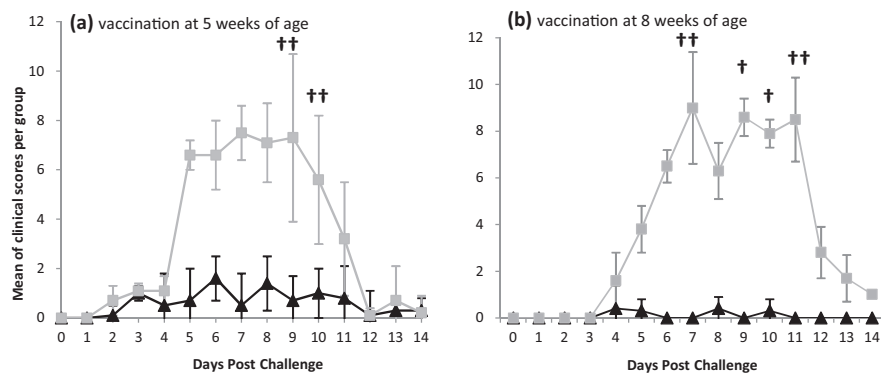 (a) vaccination at 5 weeks of age
Mean of clinical scores per group
12
10
8
6
4
2
0
††
††
0 1 2 3 4 5 6 7 8 9 10 11 12 13 14
Days Post Challenge
(b) vaccination at 8 weeks of age
12
10
8
6
4
2
0
††
†
†
††
0 1 2 3 4 5 6 7 8 9 10 11 12 13 14
Days Post Challenge